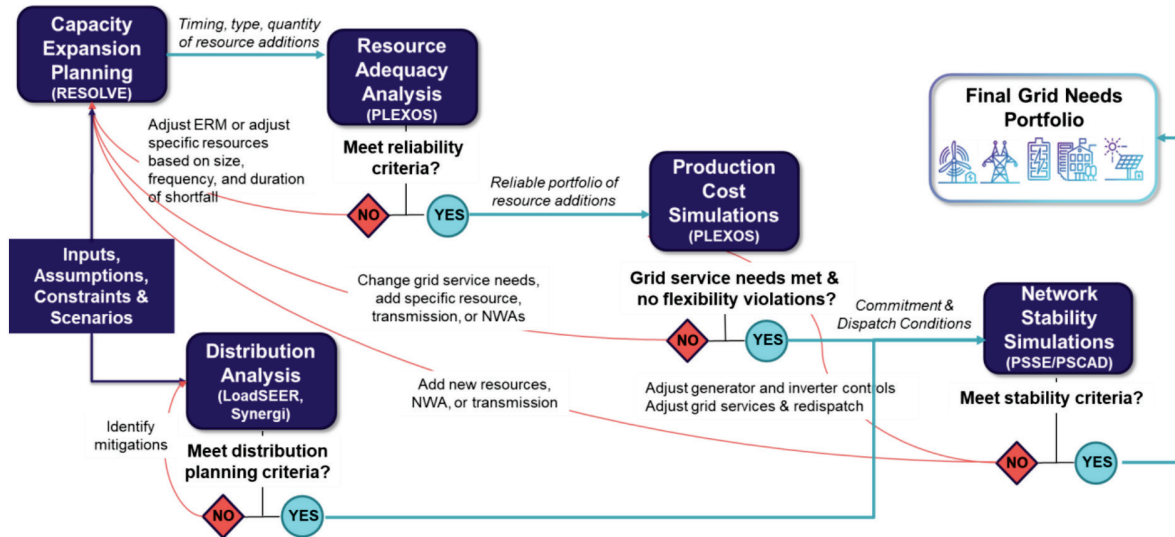 Capacity
Expansion
Planning
(RESOLVE)
Timing, type, quantity
of resource additions
Resource
Adequacy
Analysis
(PLEXOS)
Meet reliability
criteria?
NO
YES
Adjust ERM or adjust
specific resources
based on size,
frequency, and duration
of shortfall
Reliable portfolio of
resource additions
Production
Cost
Simulations
(PLEXOS)
Grid service needs met &
no flexibility violations?
NO
YES
Change grid service needs,
add specific resource,
transmission, or NWAs
Commitment &
Dispatch Conditions
Network
Stability
Simulations
(PSSE/PSCAD)
Meet stability criteria?
NO
YES
Adjust generator and inverter controls
Adjust grid services & redispatch
Add new resources,
NWA, or transmission
Final Grid Needs
Portfolio
Inputs,
Assumptions,
Constraints &
Scenarios
Distribution
Analysis
(LoadSEER,
Synergi)
Identify
mitigations
Meet distribution
planning criteria?
NO
YES